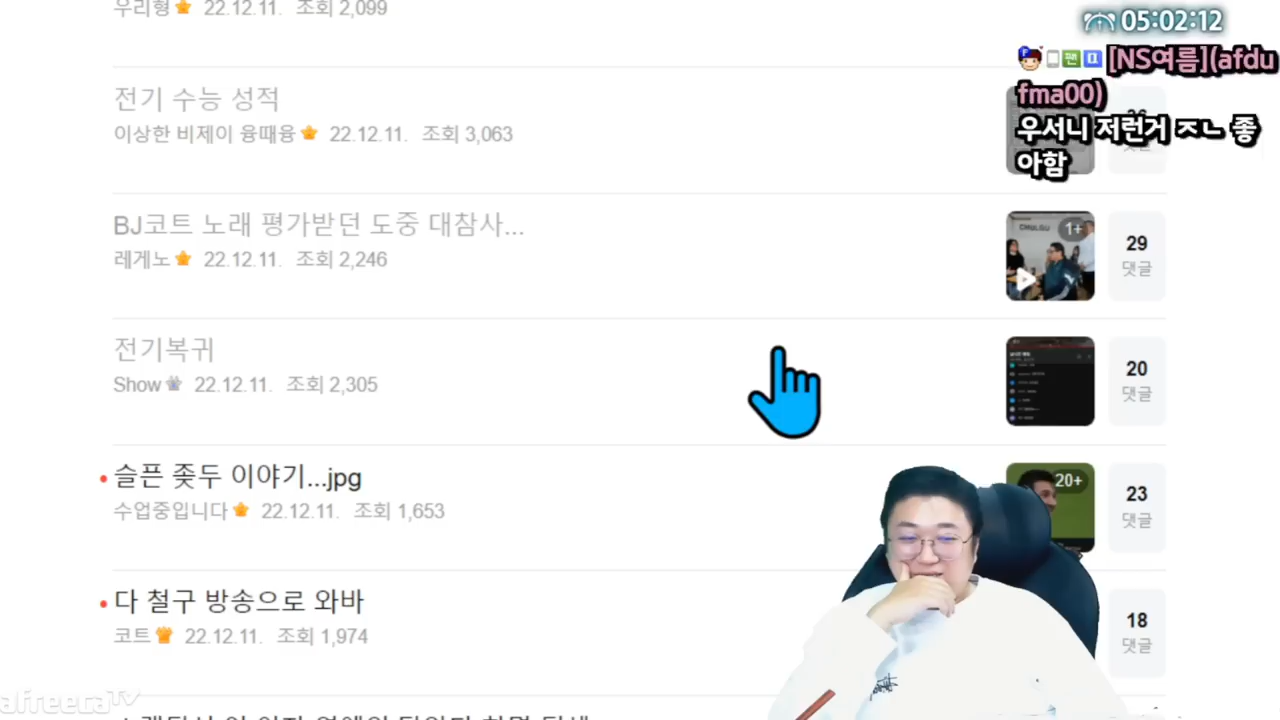 우리형 22.12.11. 조회 2,099
05:02:12
[NS여름](afdu
fma00)
우서니 저런거 ㅈㄴ 좋
아함
전기 수능 성적
이상한 비제이 융때융 22.12.11. 조회 3,063
댓글
BJ코트 노래 평가받던 도중 대참사...
레게노 22.12.11. 조회 2,246
1+
29
댓글
전기복귀
Show 22.12.11. 조회 2,305
20
댓글
슬픈 좆두 이야기...jpg
수업중입니다 22.12.11. 조회 1,653
20+
23
댓글
다 철구 방송으로 와바
코트 22.12.11. 조회 1,974
18
댓글
afreecaTV